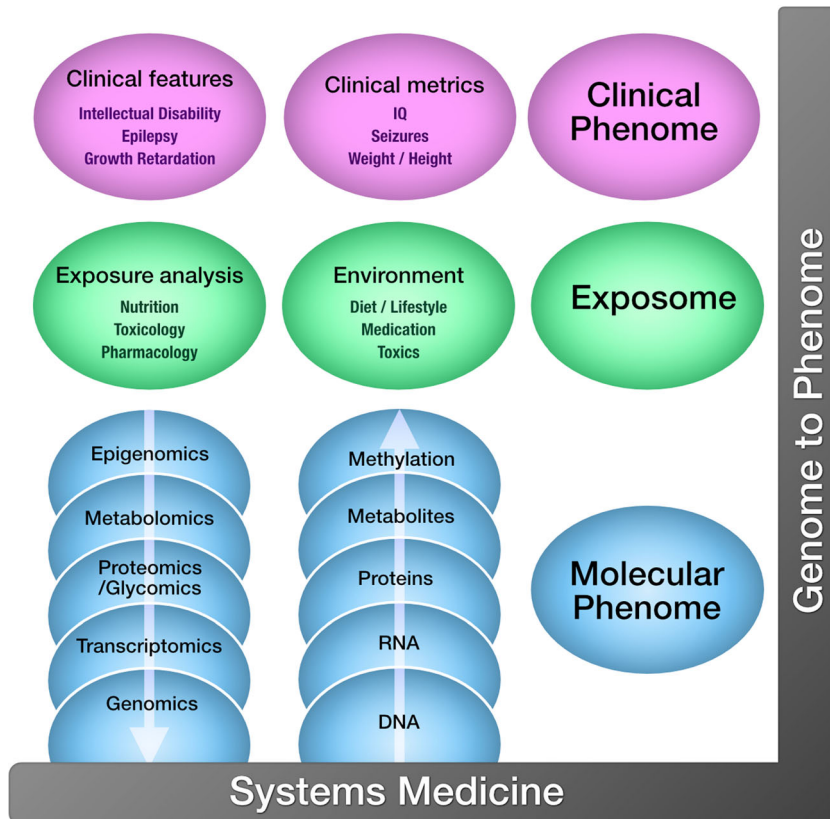 Clinical features
Intellectual Disability
Epilepsy
Growth Retardation
Clinical metrics
IQ
Seizures
Weight / Height
Clinical
Phenome
Exposure analysis
Nutrition
Toxicology
Pharmacology
Environment
Diet / Lifestyle
Medication
Toxics
Exposome
Epigenomics
Metabolomics
Proteomics
/Glycomics
Transcriptomics
Genomics
Methylation
Metabolites
Proteins
RNA
DNA
Molecular
Phenome
Genome to Phenome
Systems Medicine